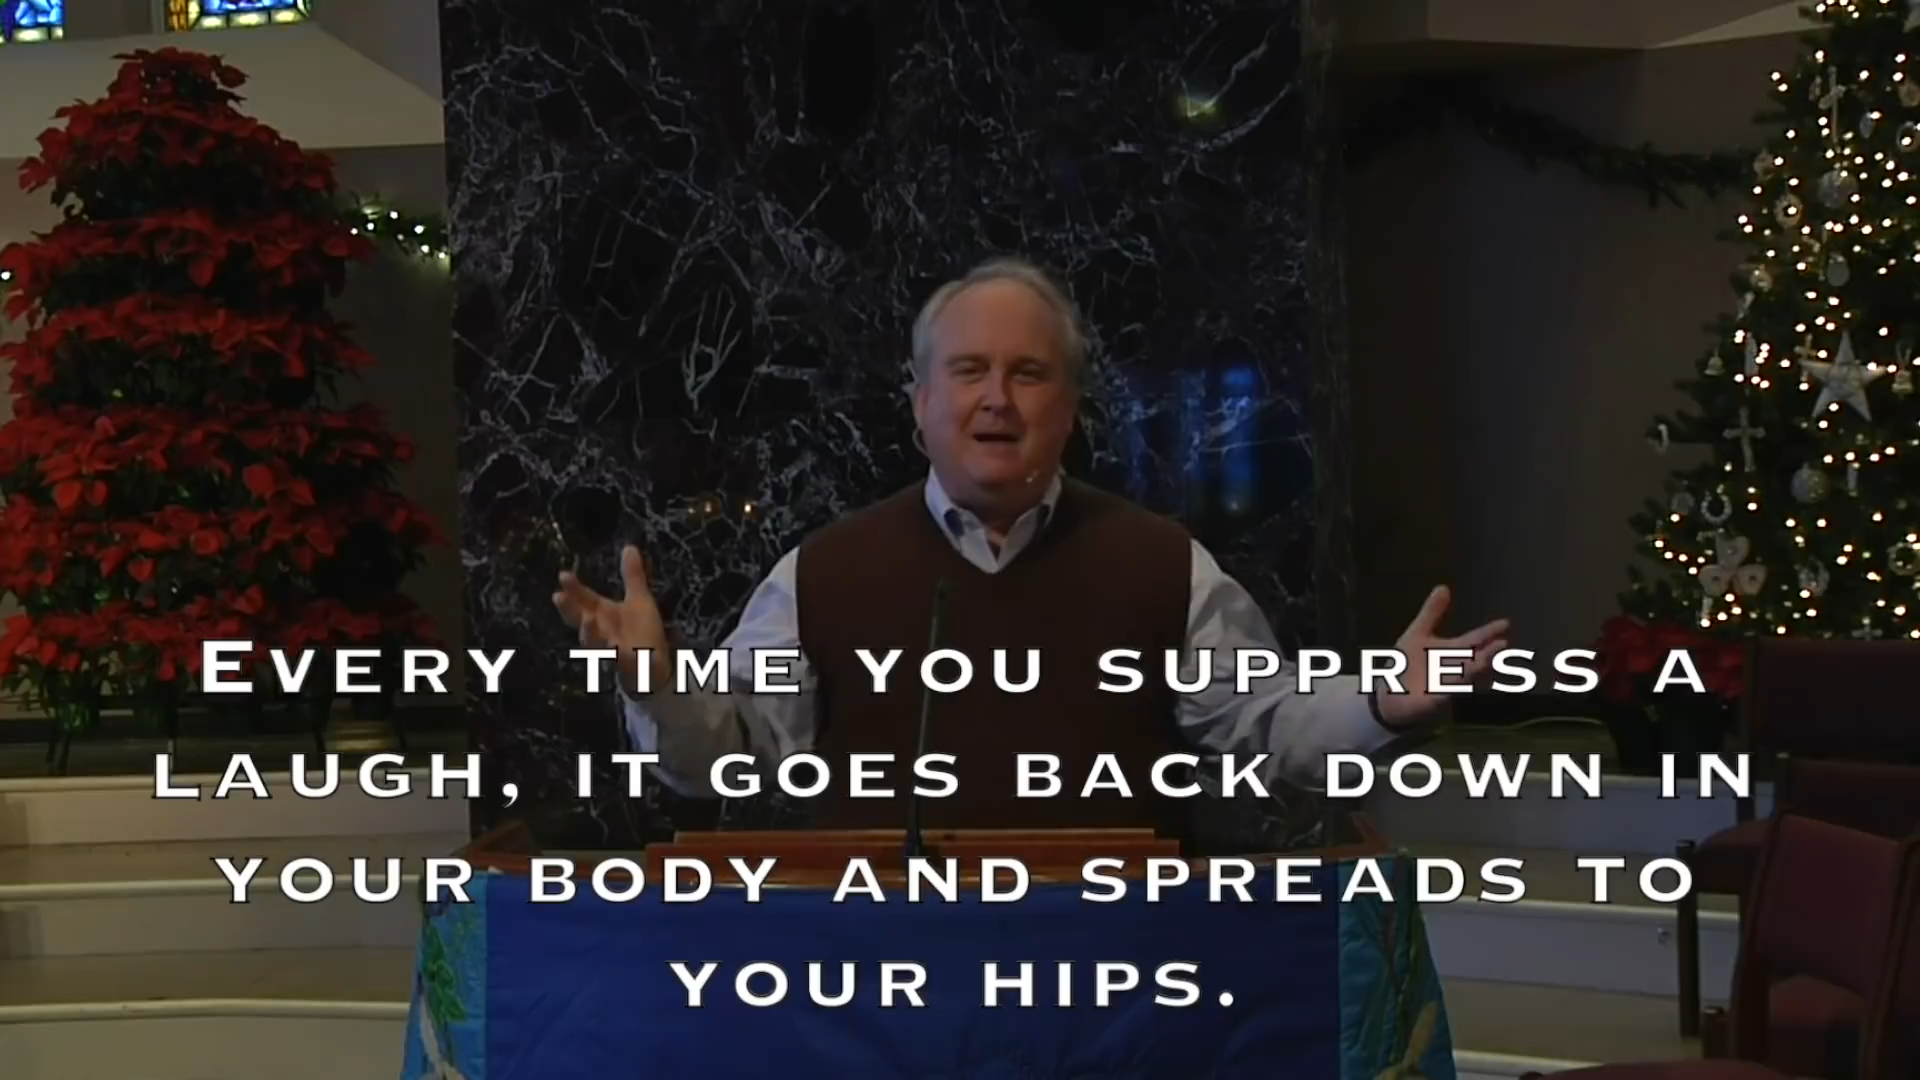 Every time you suppress a
laugh, it goes back down in
your body and spreads to
your hips.